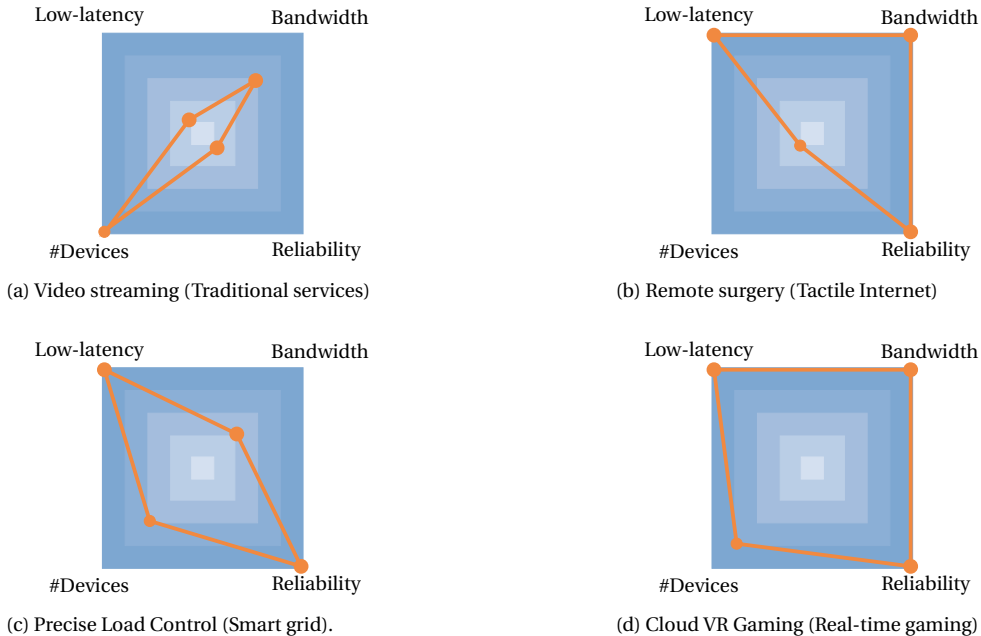 Low-latency
Bandwidth
#Devices
Reliability
(a) Video streaming (Traditional services)
Low-latency
Bandwidth
#Devices
Reliability
(b) Remote surgery (Tactile Internet)
Low-latency
Bandwidth
#Devices
Reliability
(c) Precise Load Control (Smart grid).
Low-latency
Bandwidth
#Devices
Reliability
(d) Cloud VR Gaming (Real-time gaming)